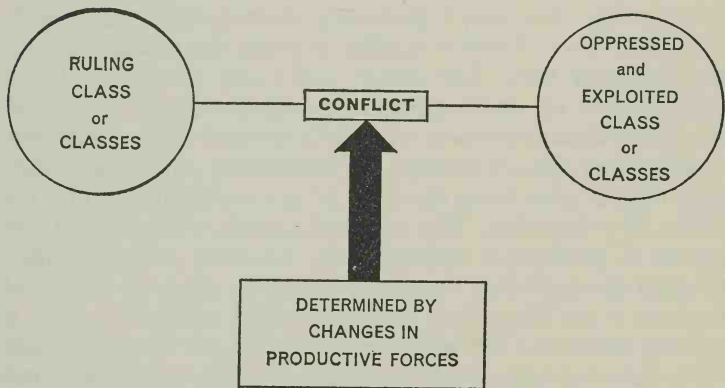 RULING
CLASS
or
CLASSES
CONFLICT
OPPRESSED
and
EXPLOITED
CLASS
or
CLASSES
DETERMINED BY
CHANGES IN
PRODUCTIVE FORCES